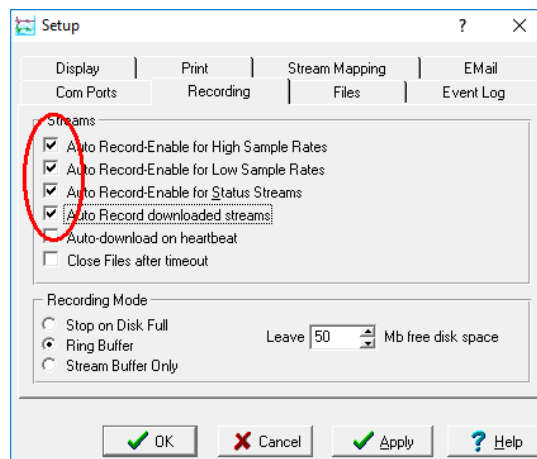 Setup
Display Print Stream Mapping EMail
Com Ports Recording Files Event Log
Streams
Auto Record-Enable for High Sample Rates
Auto Record-Enable for Low Sample Rates
Auto Record-Enable for Status Streams
Auto Record downloaded streams
Auto-download on heartbeat
Close Files after timeout
Recording Mode
Stop on Disk Full
Ring Buffer Leave 50 Mb free disk space
Stream Buffer Only
OK Cancel Apply Help